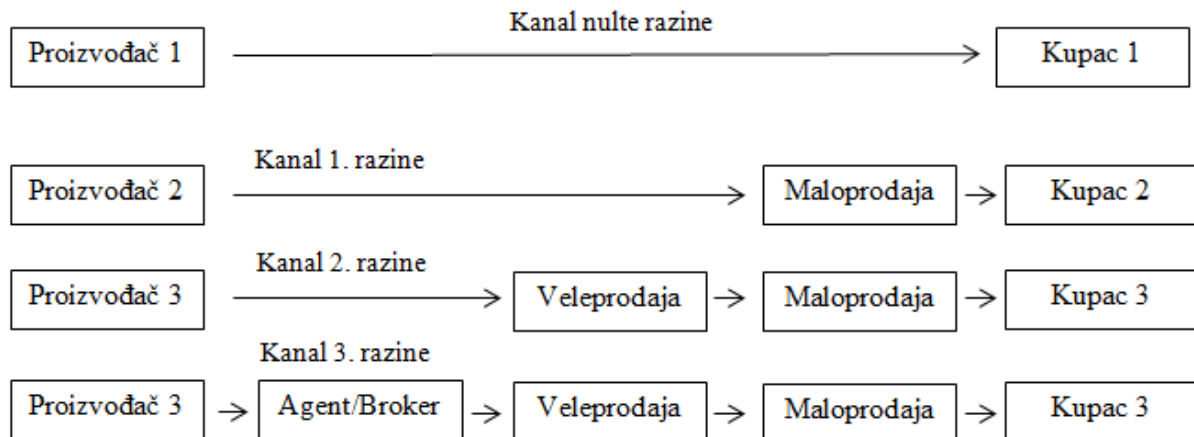 Kanal nulte razine
Proizvođač 1 Kupac 1
Kanal 1. razine
Proizvođač 2 Maloprodaja Kupac 2
Kanal 2. razine
Proizvođač 3 Veleprodaja Maloprodaja Kupac 3
Kanal 3. razine
Proizvođač 3 Agent/Broker Veleprodaja Maloprodaja Kupac 3